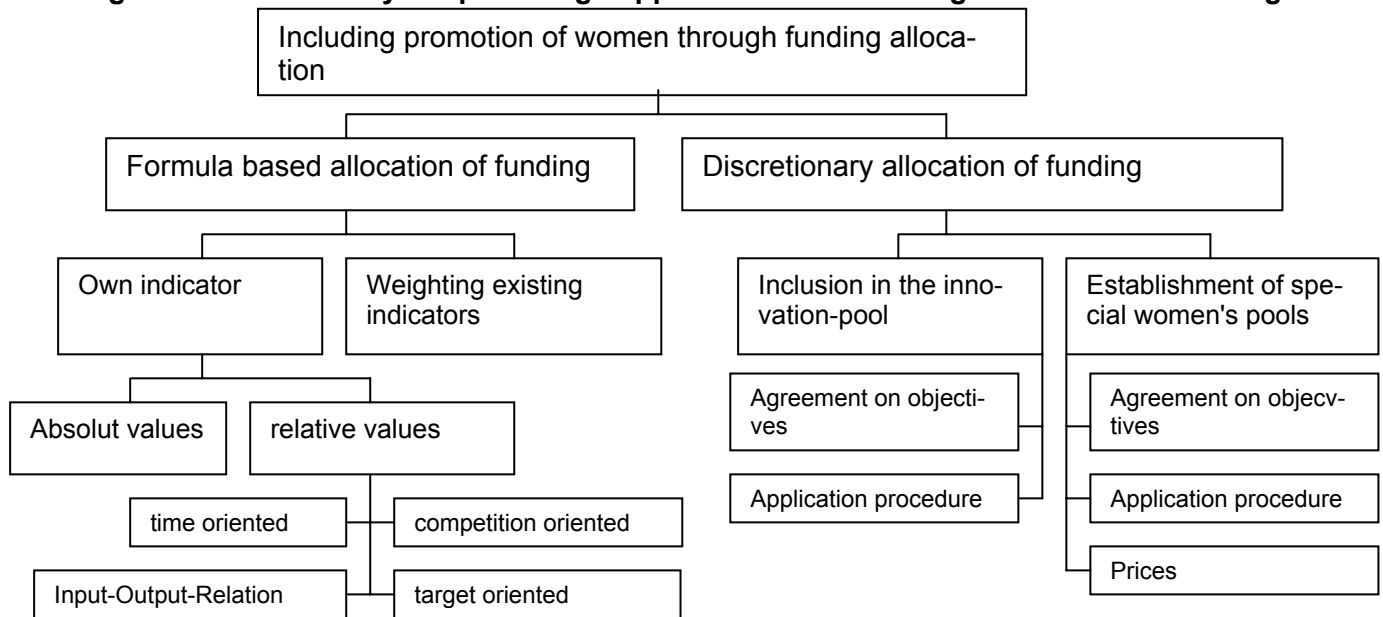 Including promotion of women through funding alloca-
tion
Formula based allocation of funding
Discretionary allocation of funding
Own indicator
Weighting existing
indicators
Inclusion in the inno-
vation-pool
Establishment of spe-
cial women's pools
Absolut values
relative values
Agreement on objecti-
ves
Agreement on objecv-
tives
Application procedure
Application procedure
time oriented
competition oriented
Prices
Input-Output-Relation
target oriented